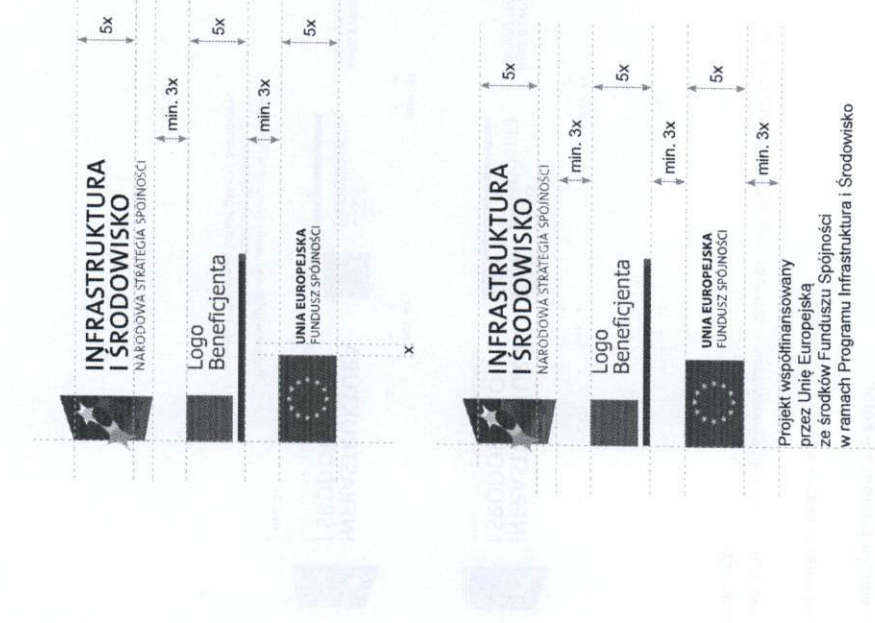 INFRASTRUKTURA
I ŚRODOWISKO
NARODOWA STRATEGIA SPÓJNOŚCI
5x
min. 3x
Logo
Beneficjenta
5x
min. 3x
UNIA EUROPEJSKA
FUNDUSZ SPÓJNOŚCI
5x
x
INFRASTRUKTURA
I ŚRODOWISKO
NARODOWA STRATEGIA SPÓJNOŚCI
5x
min. 3x
Logo
Beneficjenta
5x
min. 3x
UNIA EUROPEJSKA
FUNDUSZ SPÓJNOŚCI
5x
min. 3x
Projekt współfinansowany
przez Unię Europejską
ze środków Funduszu Spójności
w ramach Programu Infrastruktura i Środowisko